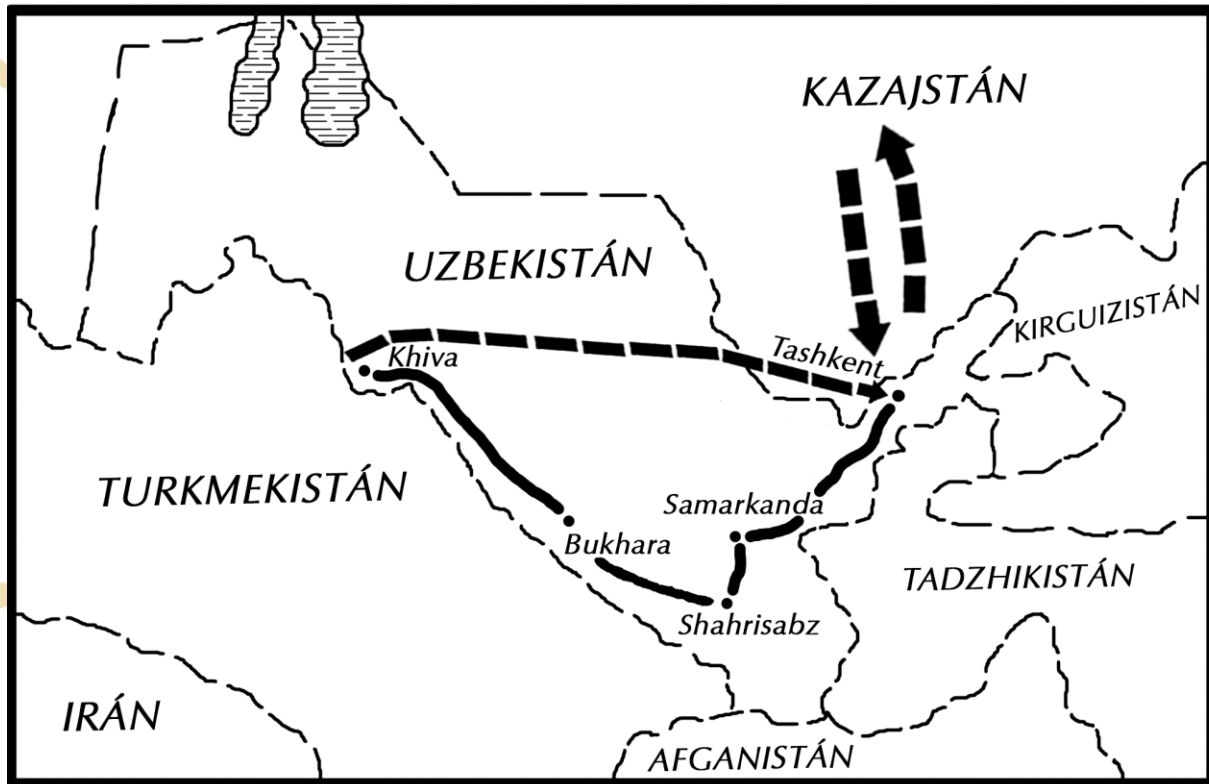 KAZAJSTÁN
UZBEKISTÁN
KIRGUIZISTÁN
Tashkent
Khiva
TURKMEKISTÁN
Samarkanda
Bukhara
TADZHIKISTÁN
Shahrisabz
IRÁN
AFGANISTÁN